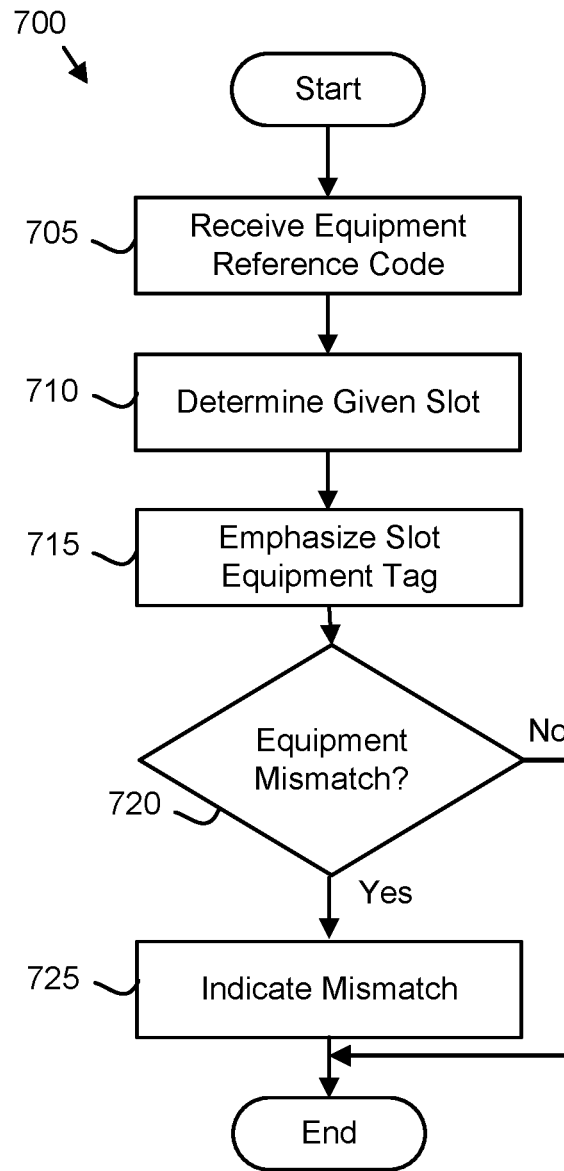 700
Start
705
Receive Equipment
Reference Code
710
Determine Given Slot
715
Emphasize Slot
Equipment Tag
Equipment
Mismatch?
No
720
Yes
725
Indicate Mismatch
End